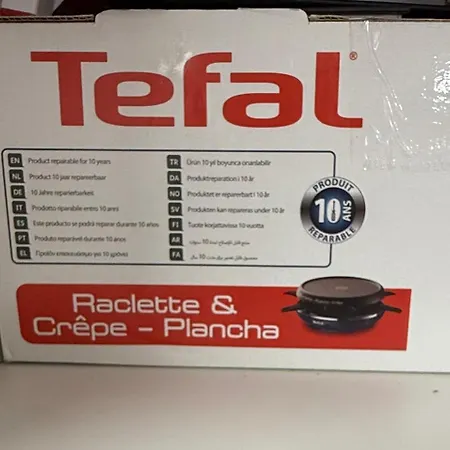 Tefal®
EN Product repairable for 10 years
NL Product 10 jaar repareerbaar
DE 10 Jahre reparierbarkeit
IT Prodotto riparabile entro 10 anni
ES Este producto se podrá reparar durante 10 años
PT Produto reparável durante 10 anos
EL
TR Ürün 10 yıl boyunca onarılabilir
DA Produktreparation i 10 år
NO Produktet er reparerbart i 10 år
SV Produkten kan repareras under 10 år
FI Tuote korjattavissa 10 vuotta
AR
FA
PRODUIT
10 ANS
REPARABLE
Raclette &
Crêpe - Plancha